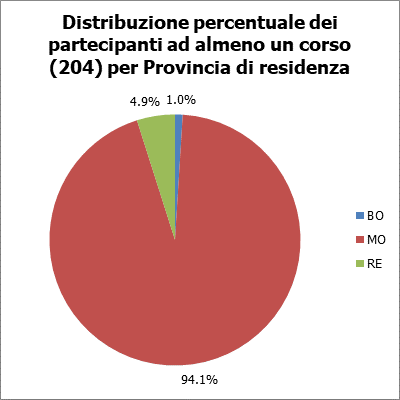 Distribuzione percentuale dei
partecipanti ad almeno un corso
(204) per Provincia di residenza
4.9%
1.0%
BO
MO
RE
94.1%